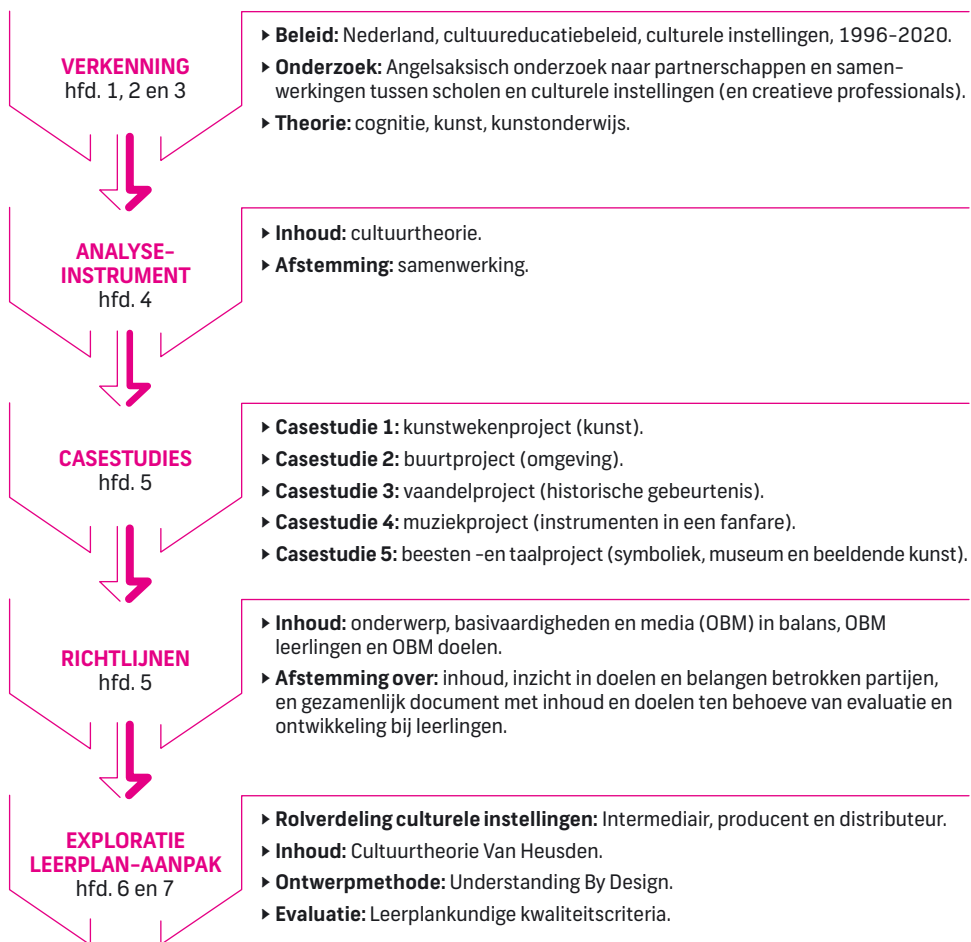 VERKENNING
hfd. 1, 2 en 3
▸ Beleid: Nederland, cultuureducatiebeleid, culturele instellingen, 1996-2020.
▸ Onderzoek: Angelsaksisch onderzoek naar partnerschappen en samen-
werkingen tussen scholen en culturele instellingen (en creatieve professionals).
▸ Theorie: cognitie, kunst, kunstonderwijs.
ANALYSE-
INSTRUMENT
hfd. 4
▸ Inhoud: cultuurtheorie.
▸ Afstemming: samenwerking.
CASESTUDIES
hfd. 5
▸ Casestudie 1: kunstwekenproject (kunst).
▸ Casestudie 2: buurtproject (omgeving).
▸ Casestudie 3: vaandelproject (historische gebeurtenis).
▸ Casestudie 4: muziekproject (instrumenten in een fanfare).
▸ Casestudie 5: beesten -en taalproject (symboliek, museum en beeldende kunst).
RICHTLIJNEN
hfd. 5
▸ Inhoud: onderwerp, basivaardigheden en media (OBM) in balans, OBM
leerlingen en OBM doelen.
▸ Afstemming over: inhoud, inzicht in doelen en belangen betrokken partijen,
en gezamenlijk document met inhoud en doelen ten behoeve van evaluatie en
ontwikkeling bij leerlingen.
EXPLORATIE
LEERPLAN-AANPAK
hfd. 6 en 7
▸ Rolverdeling culturele instellingen: Intermediair, producent en distributeur.
▸ Inhoud: Cultuurtheorie Van Heusden.
▸ Ontwerpmethode: Understanding By Design.
▸ Evaluatie: Leerplankundige kwaliteitscriteria.